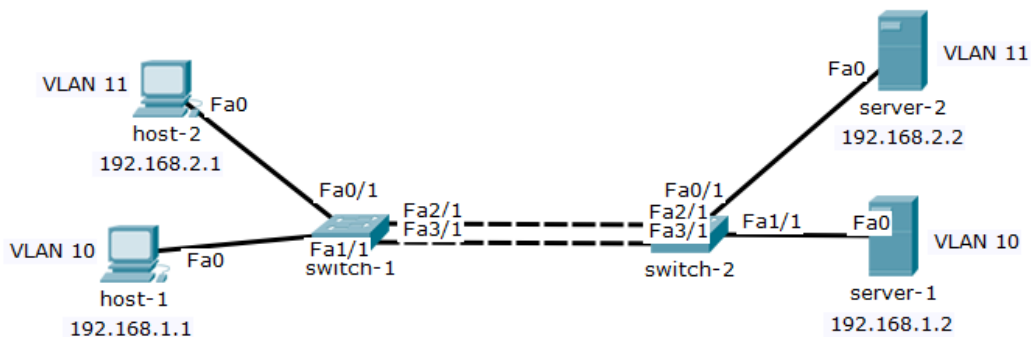 VLAN 11
Fa0
host-2
192.168.2.1
Fa0/1
VLAN 10
Fa0
host-1
192.168.1.1
Fa1/1
switch-1
Fa2/1
Fa3/1
Fa0/1
Fa2/1
Fa3/1
switch-2
Fa1/1
Fa0
VLAN 11
server-2
192.168.2.2
Fa0
VLAN 10
server-1
192.168.1.2